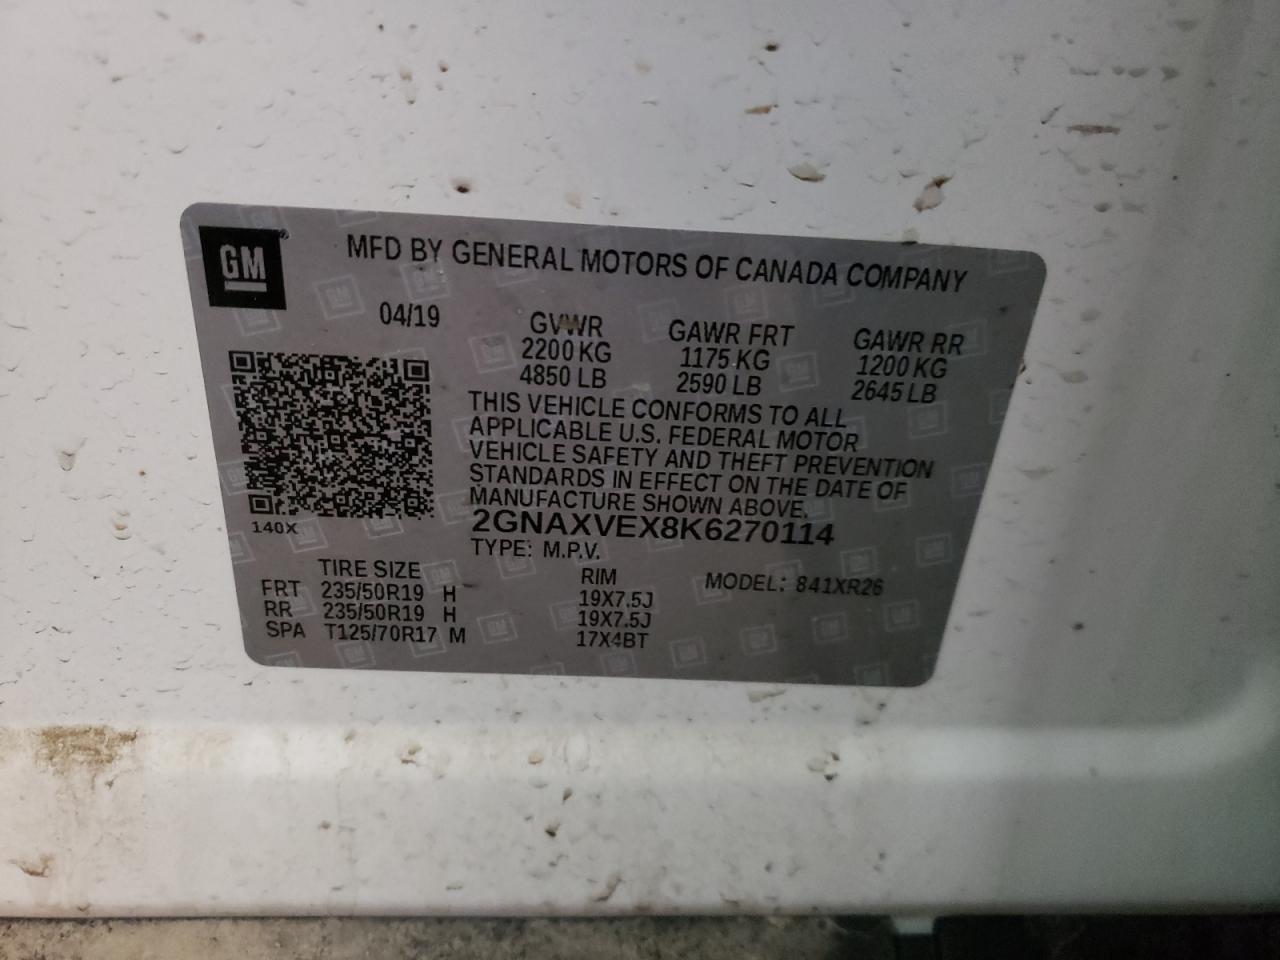 GM
MFD BY GENERAL MOTORS OF CANADA COMPANY
04/19
GVWR GAWR FRT GAWR RR
2200 KG 1175 KG 1200 KG
4850 LB 2590 LB 2645 LB
THIS VEHICLE CONFORMS TO ALL
APPLICABLE U.S. FEDERAL MOTOR
VEHICLE SAFETY AND THEFT PREVENTION
STANDARDS IN EFFECT ON THE DATE OF
MANUFACTURE SHOWN ABOVE.
140X
2GNAXVEX8K6270114
TYPE: M.P.V.
TIRE SIZE RIM MODEL: 841XR26
FRT 235/50R19 H 19X7.5J
RR 235/50R19 H 19X7.5J
SPA T125/70R17 M 17X4BT